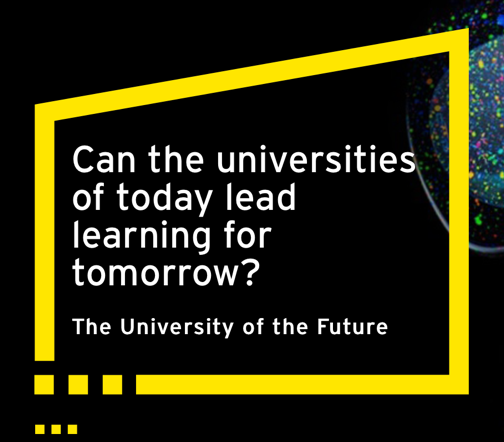 Can the universities
of today lead
learning for
tomorrow?
The University of the Future